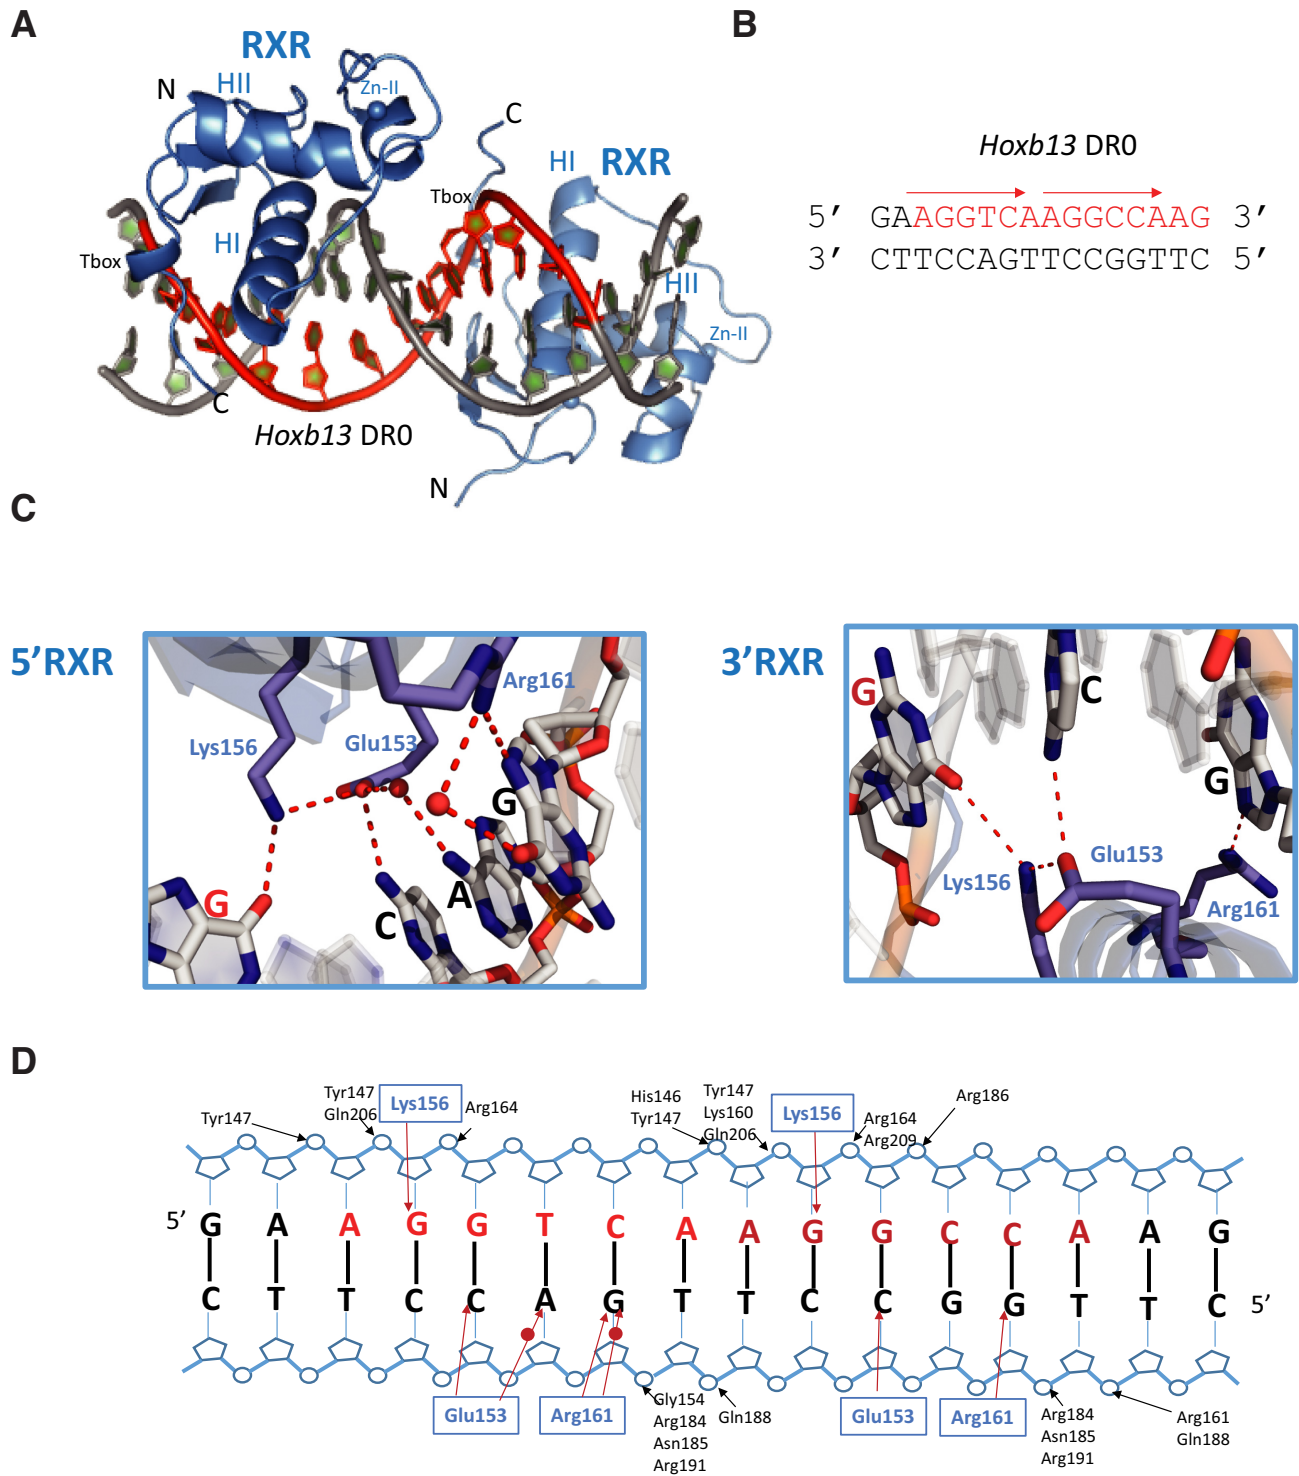 A
RXR
HII
N
Zn-II
C
HI
RXR
Tbox
HI
Tbox
HII
Zn-II
C
Hoxb13 DR0
N
B
Hoxb13 DR0
5′ GAAGGTCAAGGCCAAG 3′
3′ CTTCCAGTTCCGGTTC 5′
C
5’RXR
Arg161
Lys156
Glu153
G
A
G
C
3’RXR
G
C
G
Glu153
Lys156
Arg161
D
Tyr147
Tyr147
Gln206
Lys156
Arg164
His146
Tyr147
Tyr147
Lys160
Gln206
Lys156
Arg164
Arg209
Arg186
5’ G A A G G T C A A G G C C A A G
C T T C C A G T T C C G G T T C 5’
Glu153
Arg161
Gly154
Arg184
Asn185
Arg191
Gln188
Glu153
Arg161
Arg184
Asn185
Arg191
Arg161
Gln188